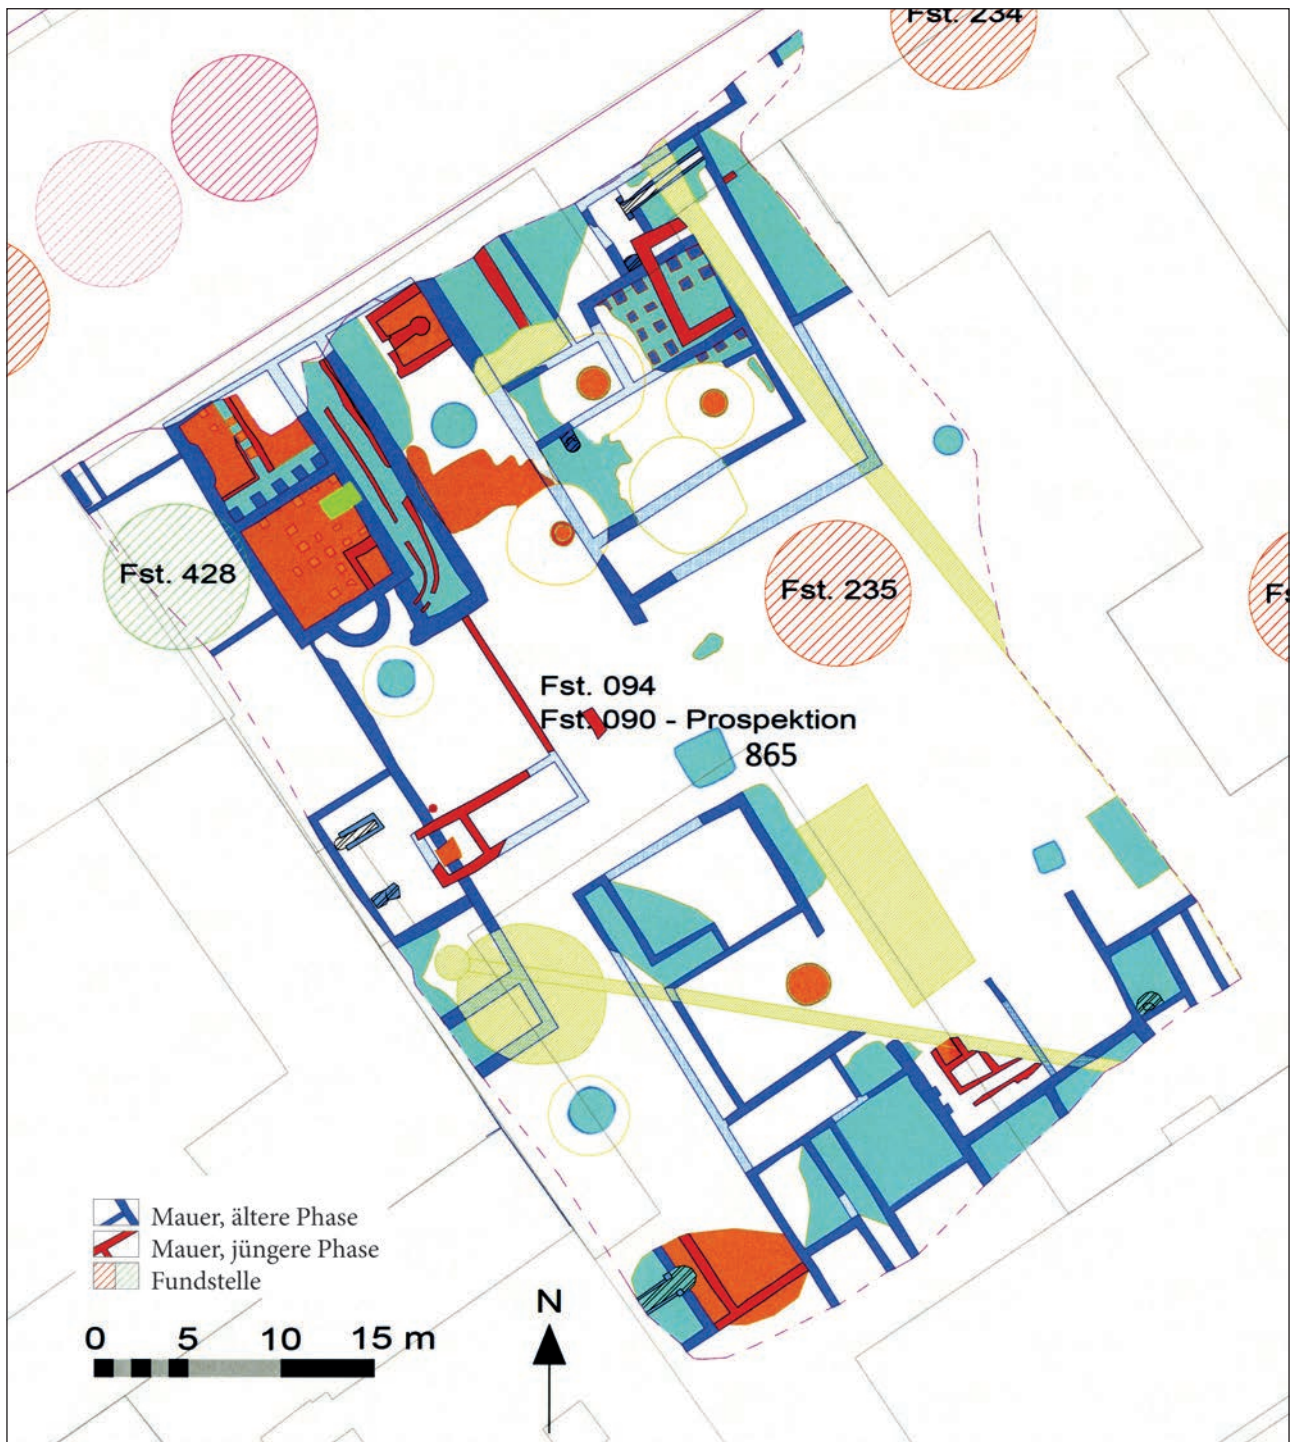 Fst. 234
Fst. 428
Fst. 235
Fst. 094
Fst. 090 - Prospektion
865
Mauer, ältere Phase
Mauer, jüngere Phase
Fundstelle
0 5 10 15 m
N